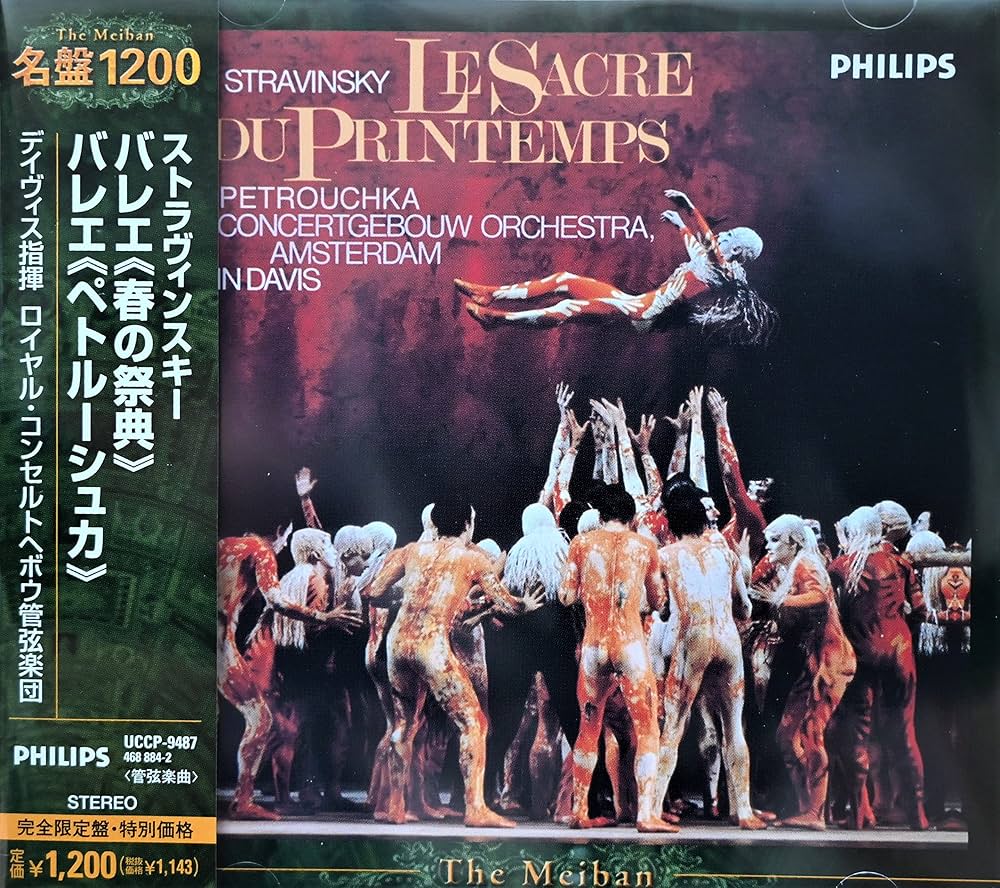 The Meiban
名盤1200
ストラヴィンスキー
バレエ《春の祭典》
バレエ《ペトルーシュカ》
デイヴィス指揮 ロイヤル・コンセルトヘボウ管弦楽団
PHILIPS
UCCP-9487
468 884-2
〈管弦楽曲〉
STEREO
完全限定盤・特別価格
定価¥1,200(税抜価格¥1,143)
STRAVINSKY LE SACRE
DU PRINTEMPS
PETROUCHKA
CONCERTGEBOUW ORCHESTRA,
AMSTERDAM
IN DAVIS
PHILIPS
The Meiban